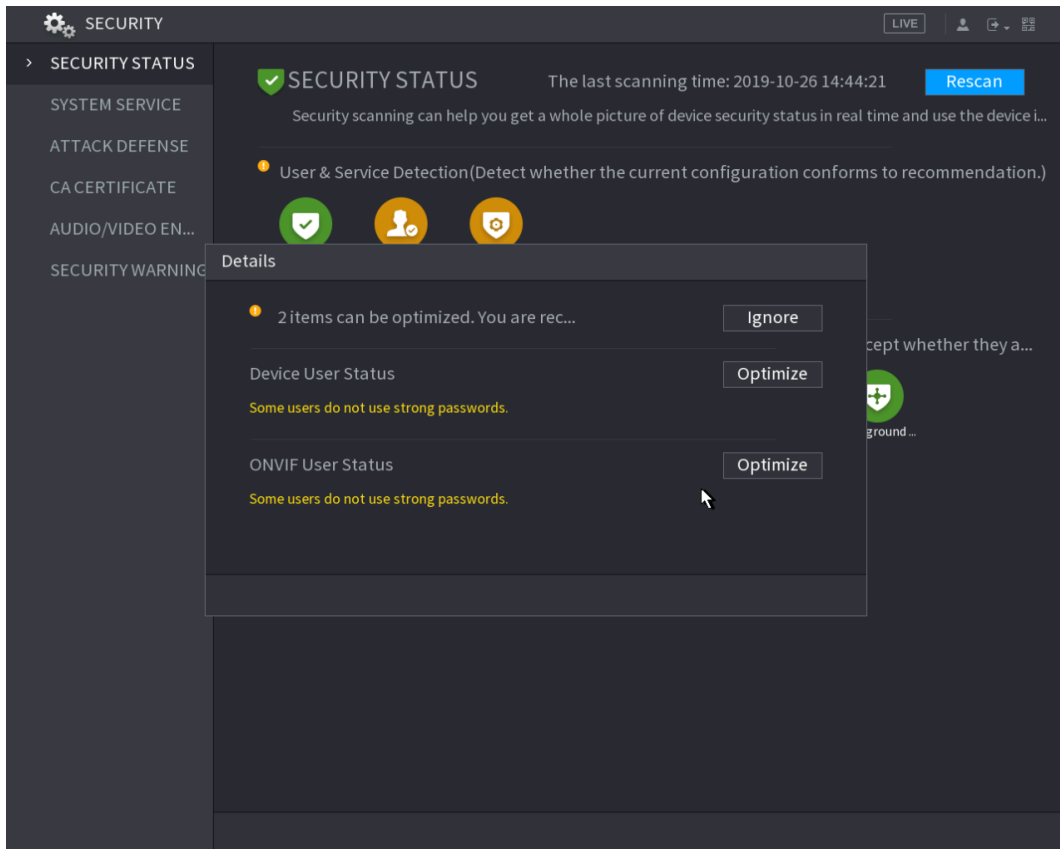 SECURITY
LIVE
SECURITY STATUS
SYSTEM SERVICE
ATTACK DEFENSE
CA CERTIFICATE
AUDIO/VIDEO EN...
SECURITY WARNING
SECURITY STATUS
The last scanning time: 2019-10-26 14:44:21
Rescan
Security scanning can help you get a whole picture of device security status in real time and use the device i...
User & Service Detection(Detect whether the current configuration conforms to recommendation.)
Details
2 items can be optimized. You are rec...
Ignore
Device User Status
Optimize
Some users do not use strong passwords.
ONVIF User Status
Optimize
Some users do not use strong passwords.
cept whether they a...
ground...